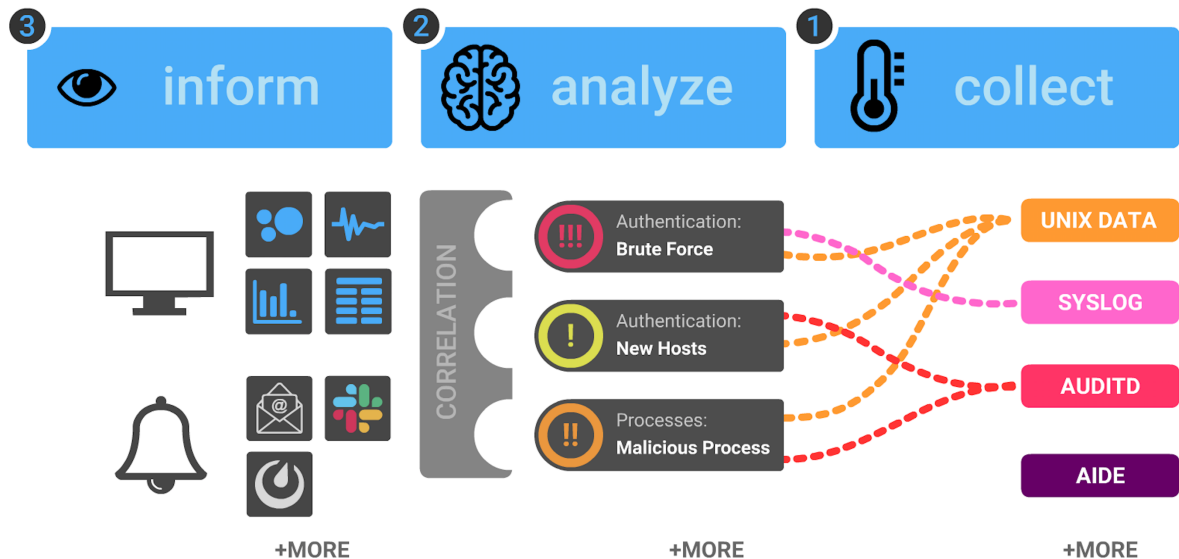 3
inform
2
analyze
1
collect
CORRELATION
!!!
Authentication:
Brute Force
!
Authentication:
New Hosts
!!
Processes:
Malicious Process
UNIX DATA
SYSLOG
AUDITD
AIDE
@
+MORE
+MORE
+MORE